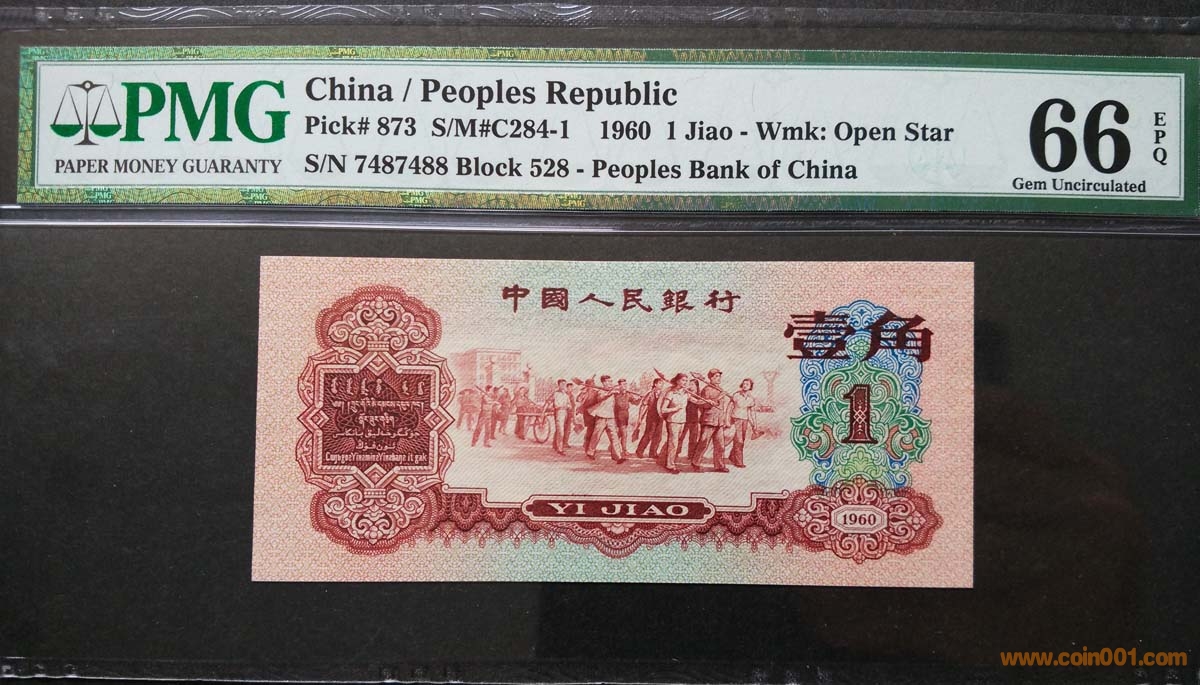 PMG
PAPER MONEY GUARANTY
China / Peoples Republic
Pick# 873 S/M#C284-1 1960 1 Jiao - Wmk: Open Star
S/N 7487488 Block 528 - Peoples Bank of China
66
EPQ
Gem Uncirculated
中國人民銀行
壹角
1
YI JIAO
1960
www.coin001.com